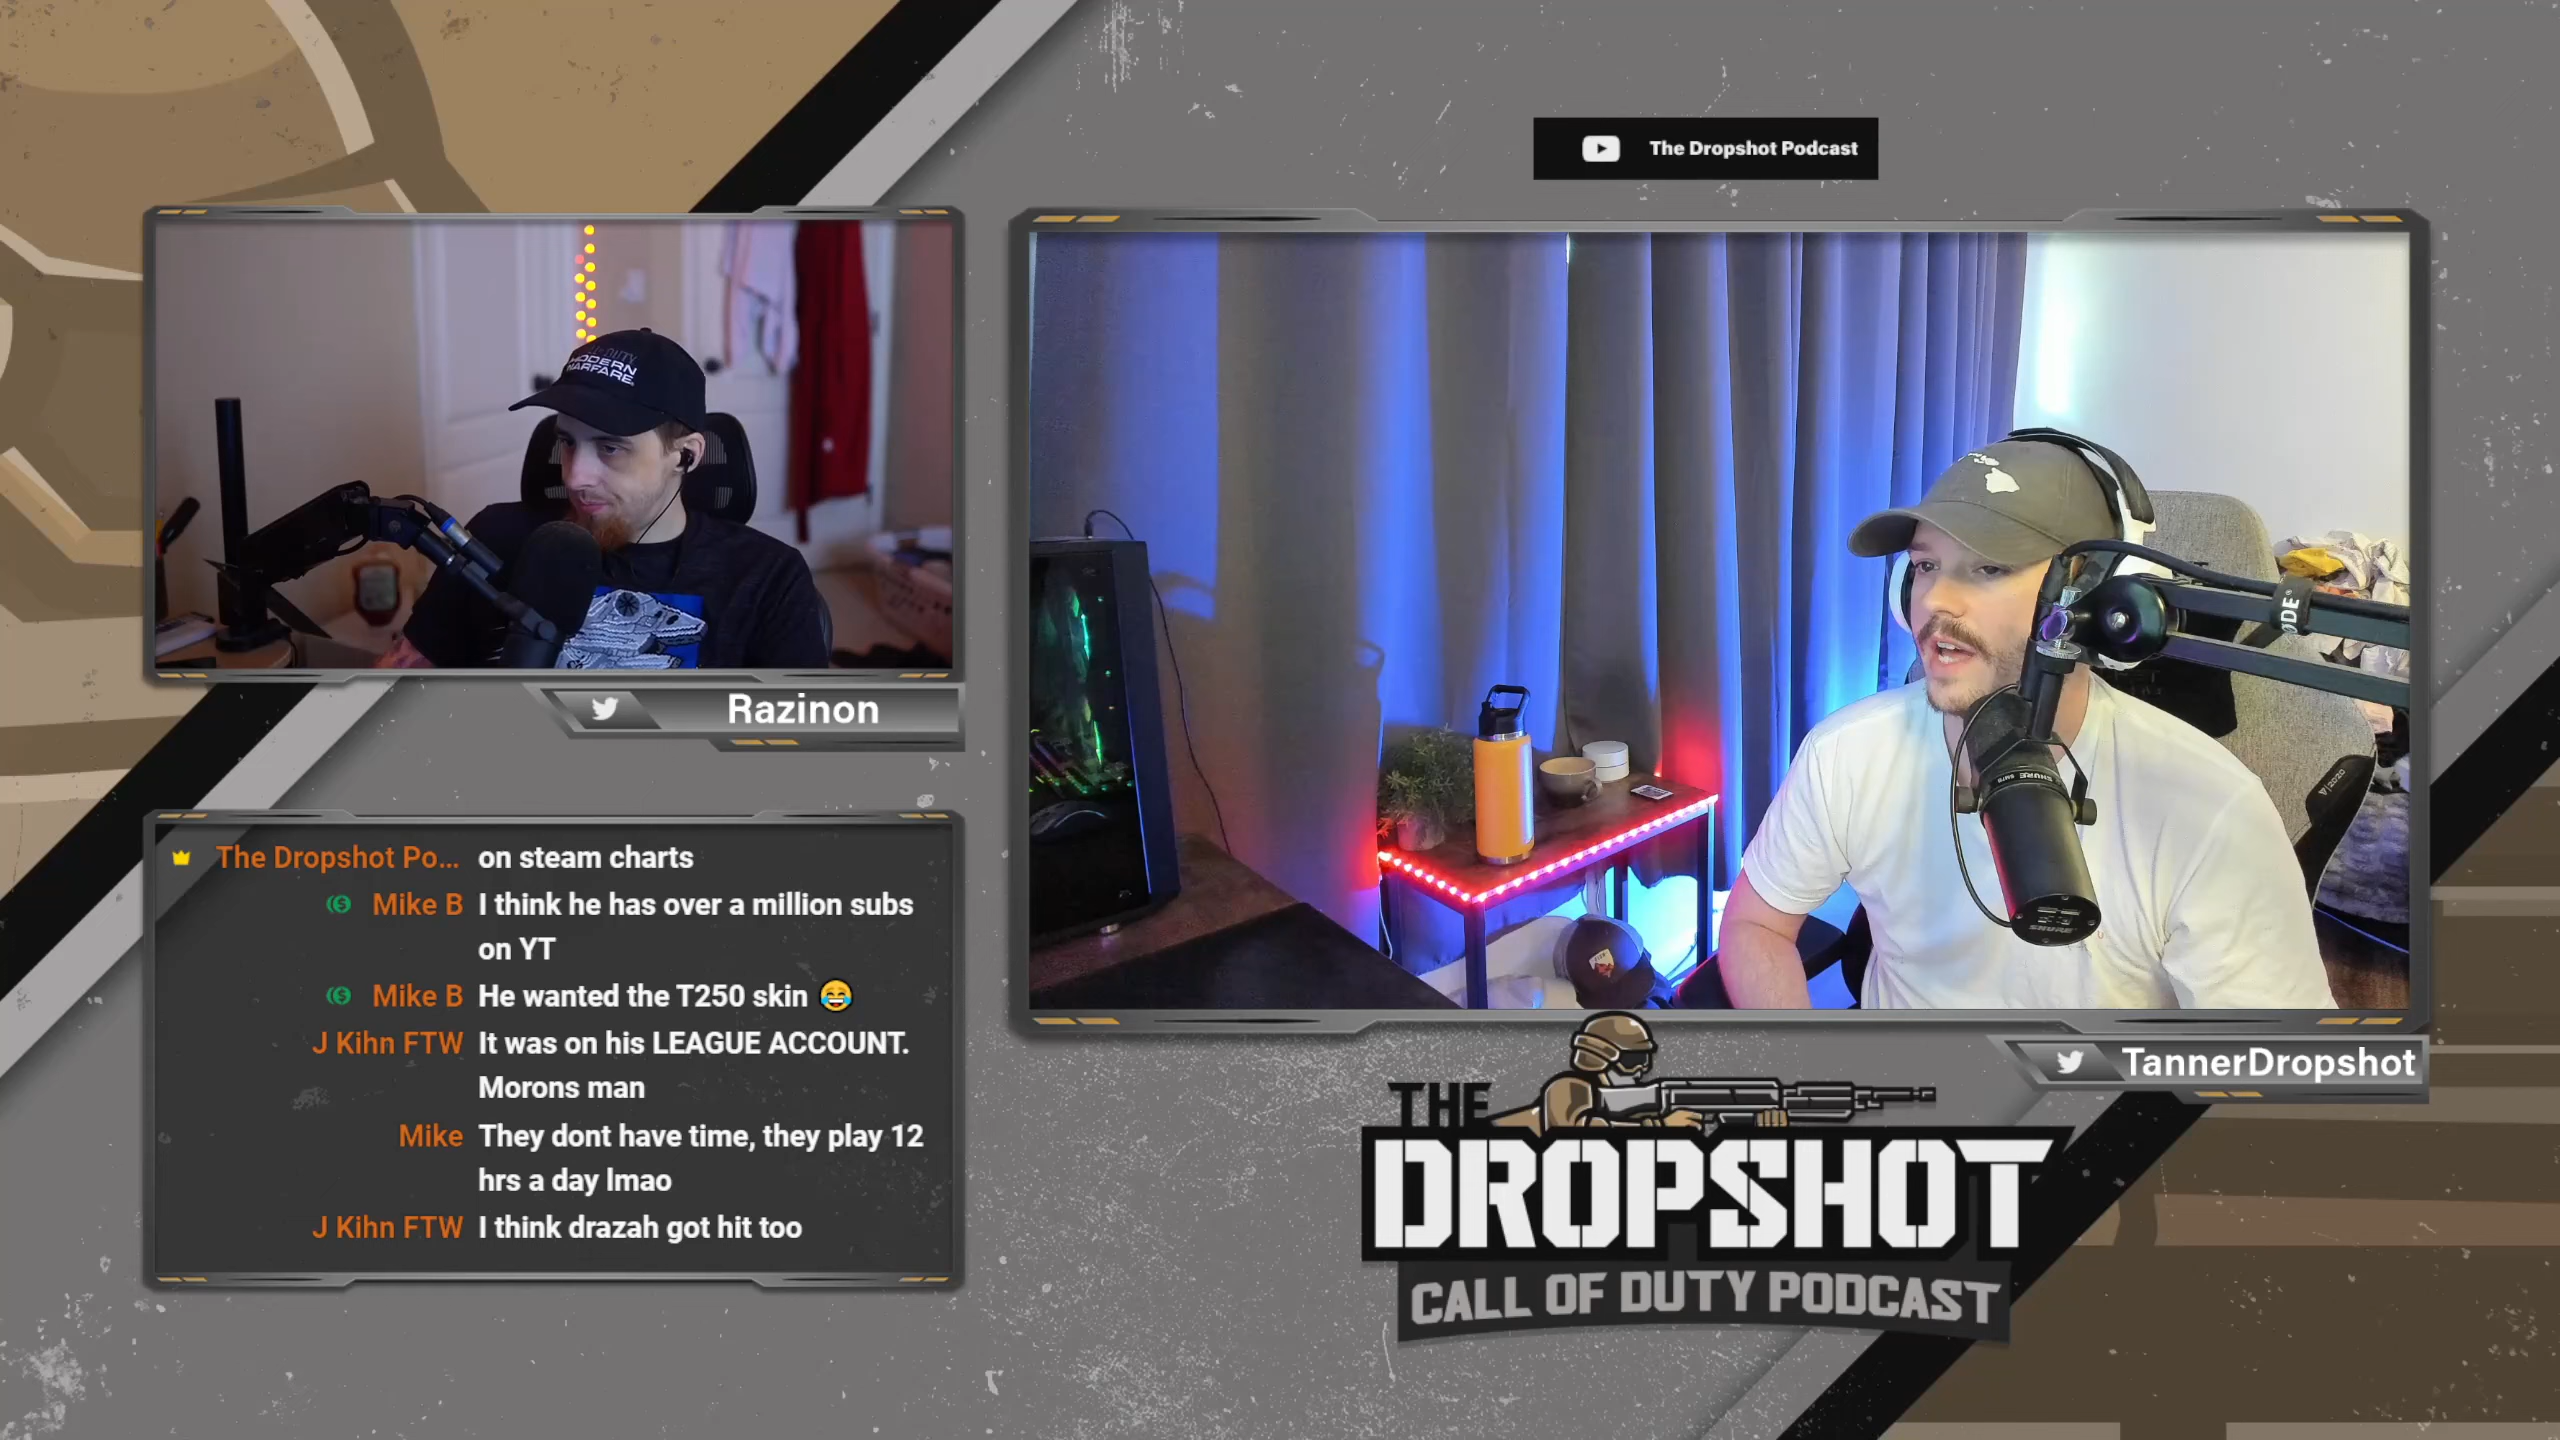 The Dropshot Podcast
MODERN
WARFARE
Razinon
The Dropshot Po... on steam charts
Mike B I think he has over a million subs
on YT
Mike B He wanted the T250 skin 😂
J Kihn FTW It was on his LEAGUE ACCOUNT.
Morons man
Mike They dont have time, they play 12
hrs a day lmao
J Kihn FTW I think drazah got hit too
SHURE
TannerDropshot
THE
DROPSHOT
CALL OF DUTY PODCAST